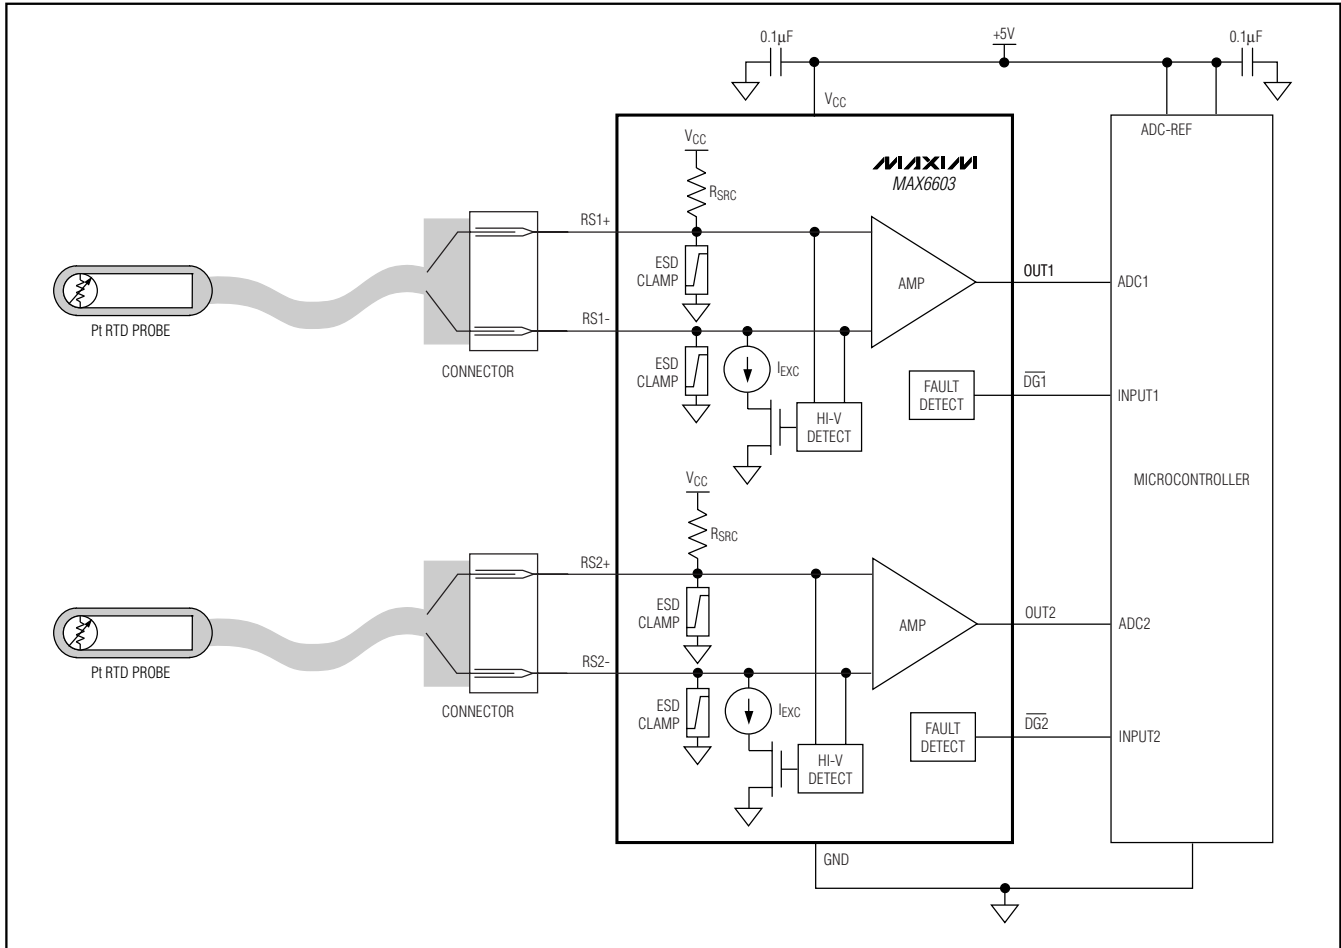 0.1µF
+5V
0.1µF
VCC
ADC-REF
VCC
MAXIM
MAX6603
RSRC
RS1+
ESD
CLAMP
AMP
OUT1
ADC1
Pt RTD PROBE
RS1-
CONNECTOR
ESD
CLAMP
IEXC
HI-V
DETECT
FAULT
DETECT
DG1
INPUT1
MICROCONTROLLER
VCC
RSRC
RS2+
ESD
CLAMP
AMP
OUT2
ADC2
Pt RTD PROBE
RS2-
CONNECTOR
ESD
CLAMP
IEXC
HI-V
DETECT
FAULT
DETECT
DG2
INPUT2
GND